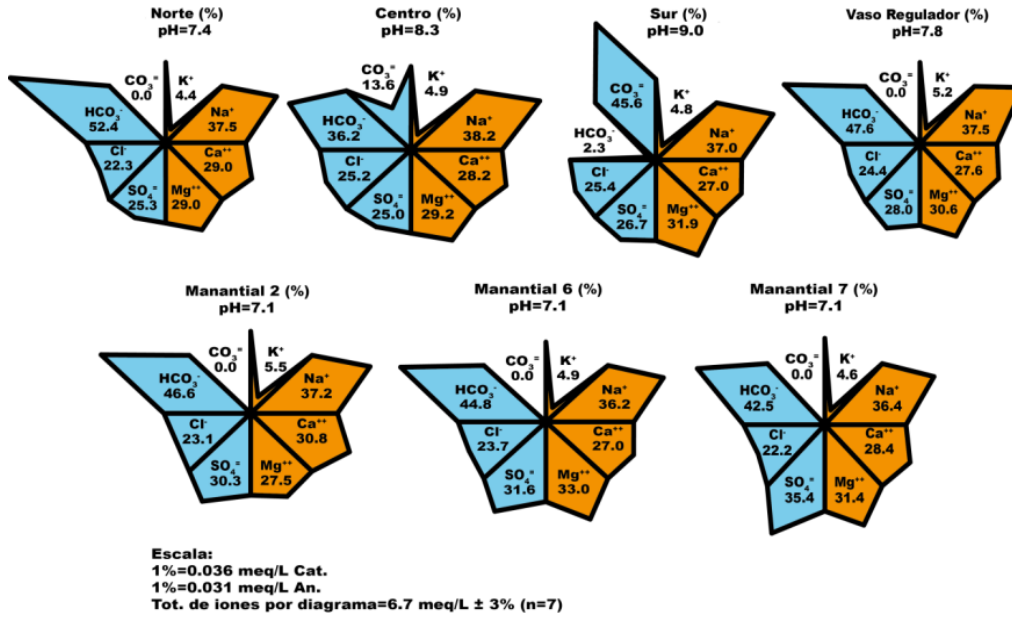 Norte (%)
pH=7.4
CO₃⁼
0.0
K⁺
4.4
HCO₃⁻
52.4
Na⁺
37.5
Cl⁻
22.3
Ca⁺⁺
29.0
SO₄⁼
25.3
Mg⁺⁺
29.0
Centro (%)
pH=8.3
CO₃⁼
13.6
K⁺
4.9
HCO₃⁻
36.2
Na⁺
38.2
Cl⁻
25.2
Ca⁺⁺
28.2
SO₄⁼
25.0
Mg⁺⁺
29.2
Sur (%)
pH=9.0
CO₃⁼
45.6
K⁺
4.8
HCO₃⁻
2.3
Na⁺
37.0
Cl⁻
25.4
Ca⁺⁺
27.0
SO₄⁼
26.7
Mg⁺⁺
31.9
Vaso Regulador (%)
pH=7.8
CO₃⁼
0.0
K⁺
5.2
HCO₃⁻
47.6
Na⁺
37.5
Cl⁻
24.4
Ca⁺⁺
27.6
SO₄⁼
28.0
Mg⁺⁺
30.6
Manantial 2 (%)
pH=7.1
CO₃⁼
0.0
K⁺
5.5
HCO₃⁻
46.6
Na⁺
37.2
Cl⁻
23.1
Ca⁺⁺
30.8
SO₄⁼
30.3
Mg⁺⁺
27.5
Manantial 6 (%)
pH=7.1
CO₃⁼
0.0
K⁺
4.9
HCO₃⁻
44.8
Na⁺
36.2
Cl⁻
23.7
Ca⁺⁺
27.0
SO₄⁼
31.6
Mg⁺⁺
33.0
Manantial 7 (%)
pH=7.1
CO₃⁼
0.0
K⁺
4.6
HCO₃⁻
42.5
Na⁺
36.4
Cl⁻
22.2
Ca⁺⁺
28.4
SO₄⁼
35.4
Mg⁺⁺
31.4
Escala:
1%=0.036 meq/L Cat.
1%=0.031 meq/L An.
Tot. de iones por diagrama=6.7 meq/L ± 3% (n=7)